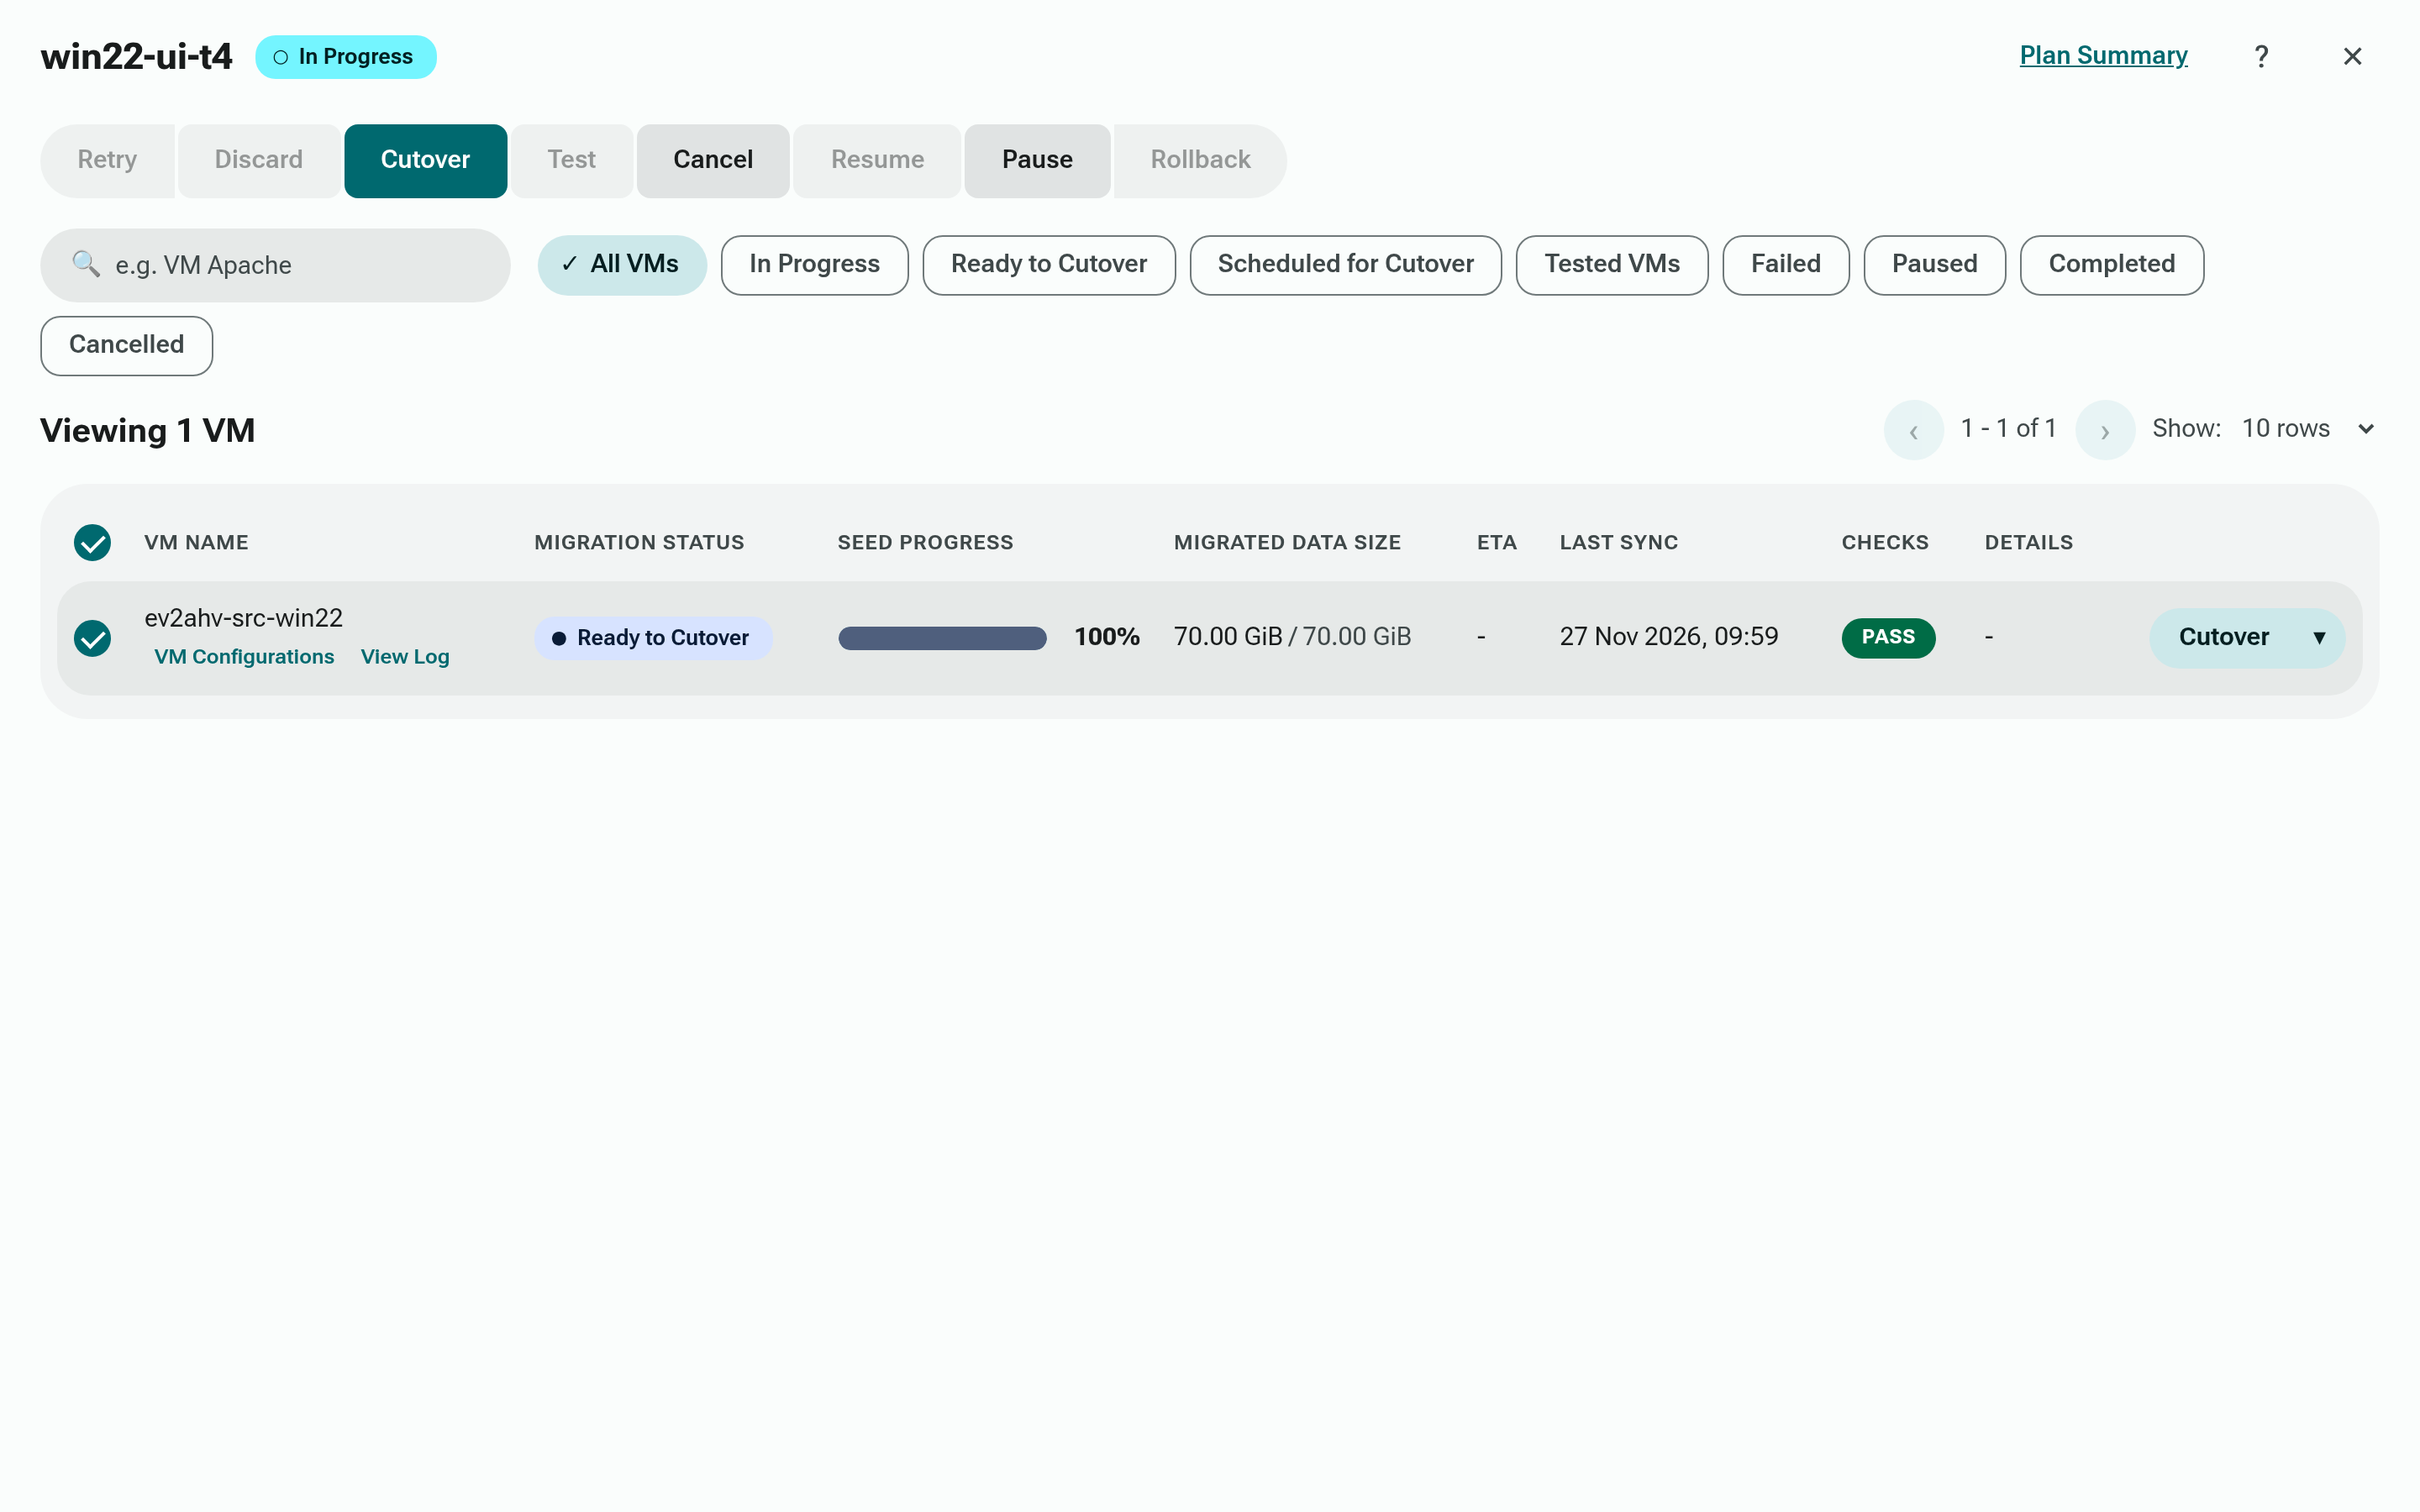 win22-ui-t4 In Progress Plan Summary ? ✕
Retry Discard Cutover Test Cancel Resume Pause Rollback
e.g. VM Apache ✓ All VMs In Progress Ready to Cutover Scheduled for Cutover Tested VMs Failed Paused Completed
Cancelled
Viewing 1 VM ‹ 1 - 1 of 1 › Show: 10 rows
VM NAME MIGRATION STATUS SEED PROGRESS MIGRATED DATA SIZE ETA LAST SYNC CHECKS DETAILS
ev2ahv-src-win22 Ready to Cutover 100% 70.00 GiB / 70.00 GiB - 27 Nov 2026, 09:59 PASS - Cutover ▼
VM Configurations View Log